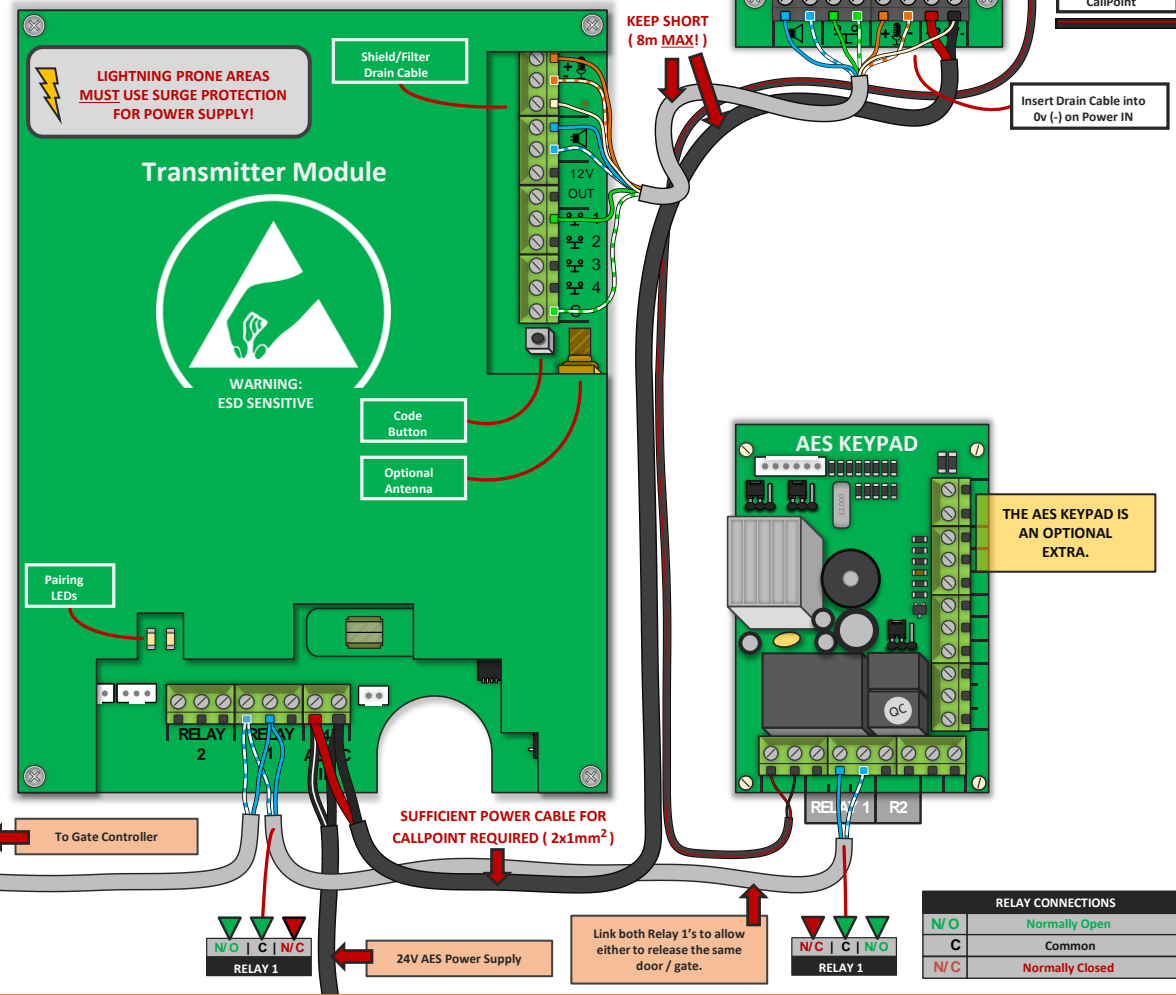 CallPoint
KEEP SHORT
( 8m MAX! )
Insert Drain Cable into
0v (-) on Power IN
LIGHTNING PRONE AREAS
MUST USE SURGE PROTECTION
FOR POWER SUPPLY!
Shield/Filter
Drain Cable
+
-
12V
OUT
1
2
3
4
Transmitter Module
WARNING:
ESD SENSITIVE
Code
Button
Optional
Antenna
Pairing
LEDs
RELAY
2
RELAY
1
AES KEYPAD
12.000
THE AES KEYPAD IS
AN OPTIONAL
EXTRA.
QC
RELAY 1
R2
To Gate Controller
SUFFICIENT POWER CABLE FOR
CALLPOINT REQUIRED ( 2x1mm² )
N/O | C | N/C
RELAY 1
24V AES Power Supply
Link both Relay 1's to allow
either to release the same
door / gate.
N/C | C | N/O
RELAY 1
RELAY CONNECTIONS
N/O Normally Open
C Common
N/C Normally Closed